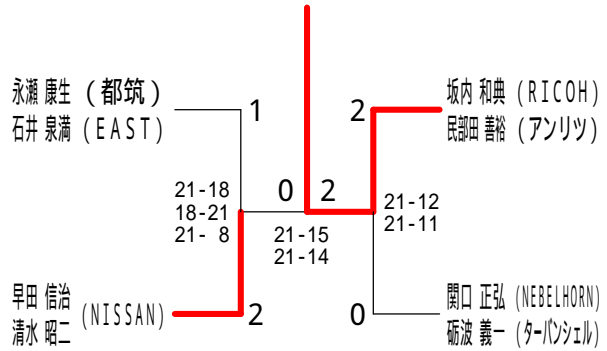 永瀬 康生 (都筑)
石井 泉満 (EAST)
1
2
坂内 和典 (RICOH)
民部田 善裕 (アンリツ)
21-18
18-21
21- 8
0
2
21-15
21-14
21-12
21-11
早田 信治
清水 昭二
(NISSAN)
2
0
関口 正弘 (NEBELHORN)
砺波 義一 (ターバンシェル)